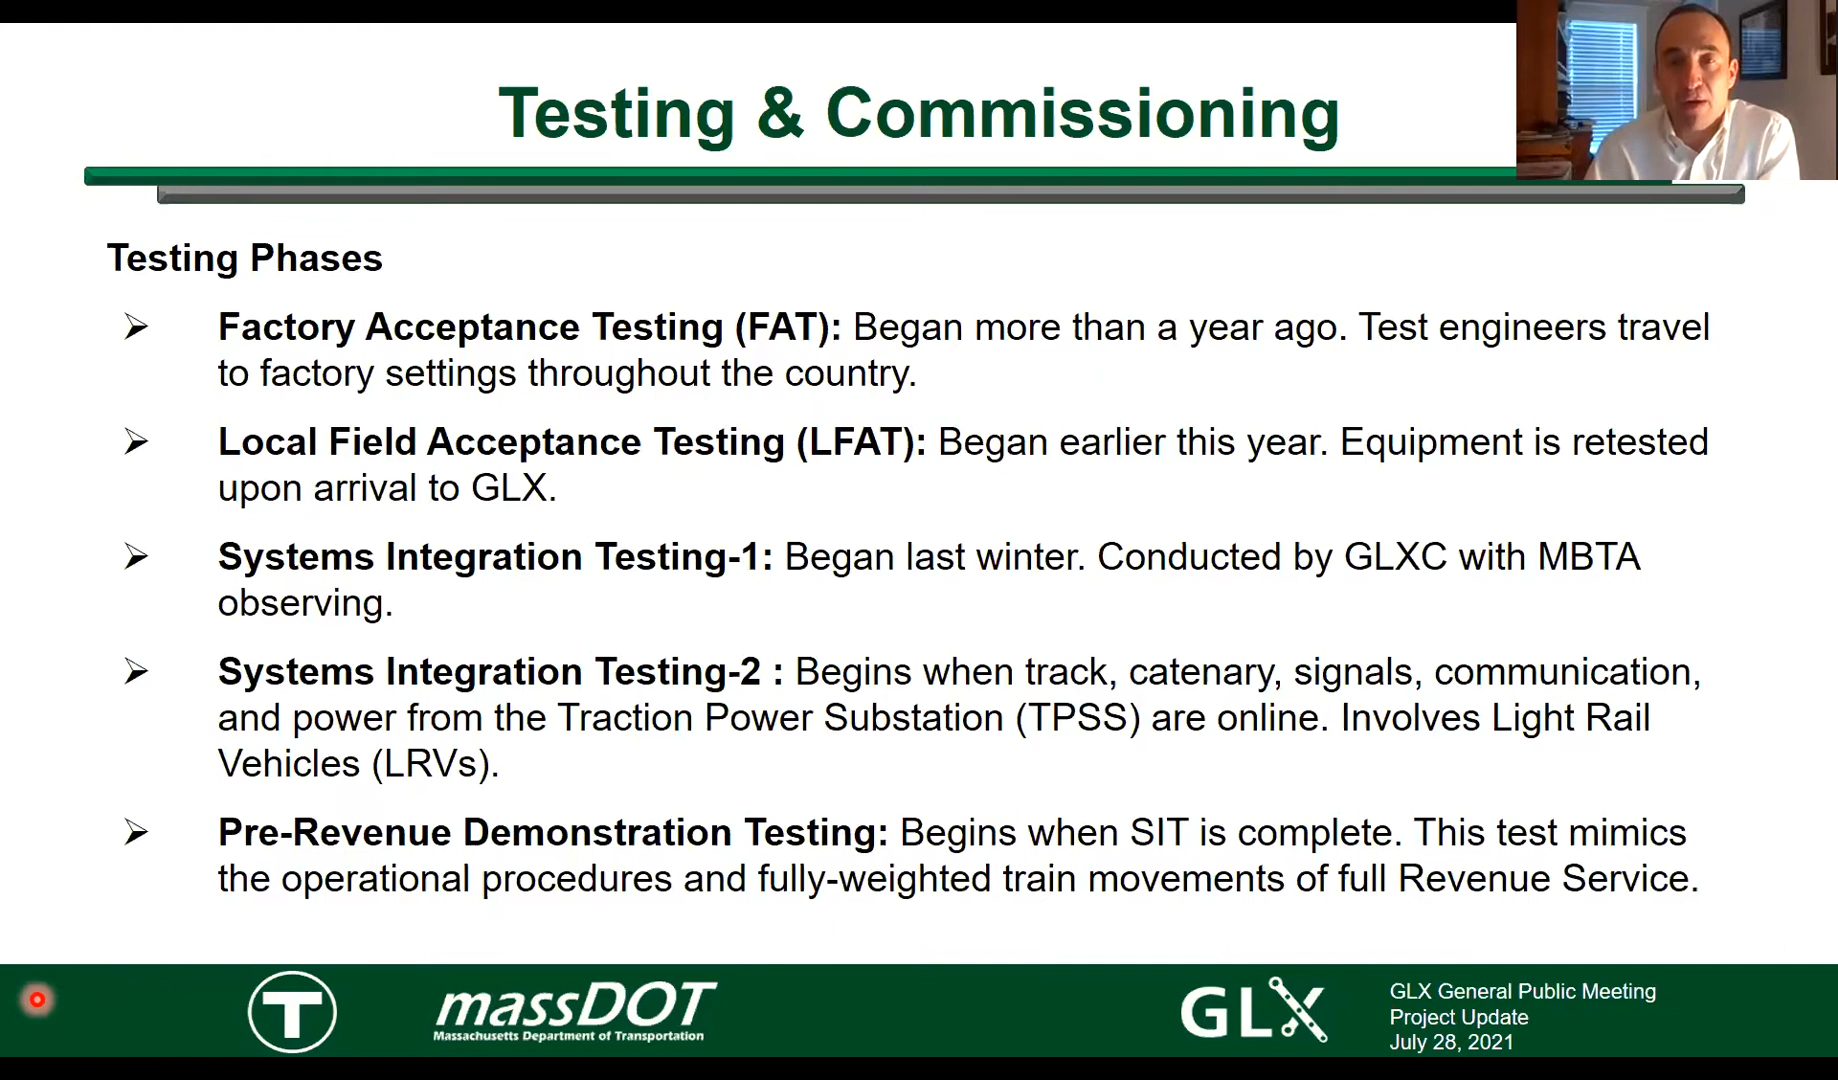 Testing & Commissioning
Testing Phases
➢ Factory Acceptance Testing (FAT): Began more than a year ago. Test engineers travel
to factory settings throughout the country.
➢ Local Field Acceptance Testing (LFAT): Began earlier this year. Equipment is retested
upon arrival to GLX.
➢ Systems Integration Testing-1: Began last winter. Conducted by GLXC with MBTA
observing.
➢ Systems Integration Testing-2 : Begins when track, catenary, signals, communication,
and power from the Traction Power Substation (TPSS) are online. Involves Light Rail
Vehicles (LRVs).
➢ Pre-Revenue Demonstration Testing: Begins when SIT is complete. This test mimics
the operational procedures and fully-weighted train movements of full Revenue Service.
T
massDOT
Massachusetts Department of Transportation
GLX
GLX General Public Meeting
Project Update
July 28, 2021